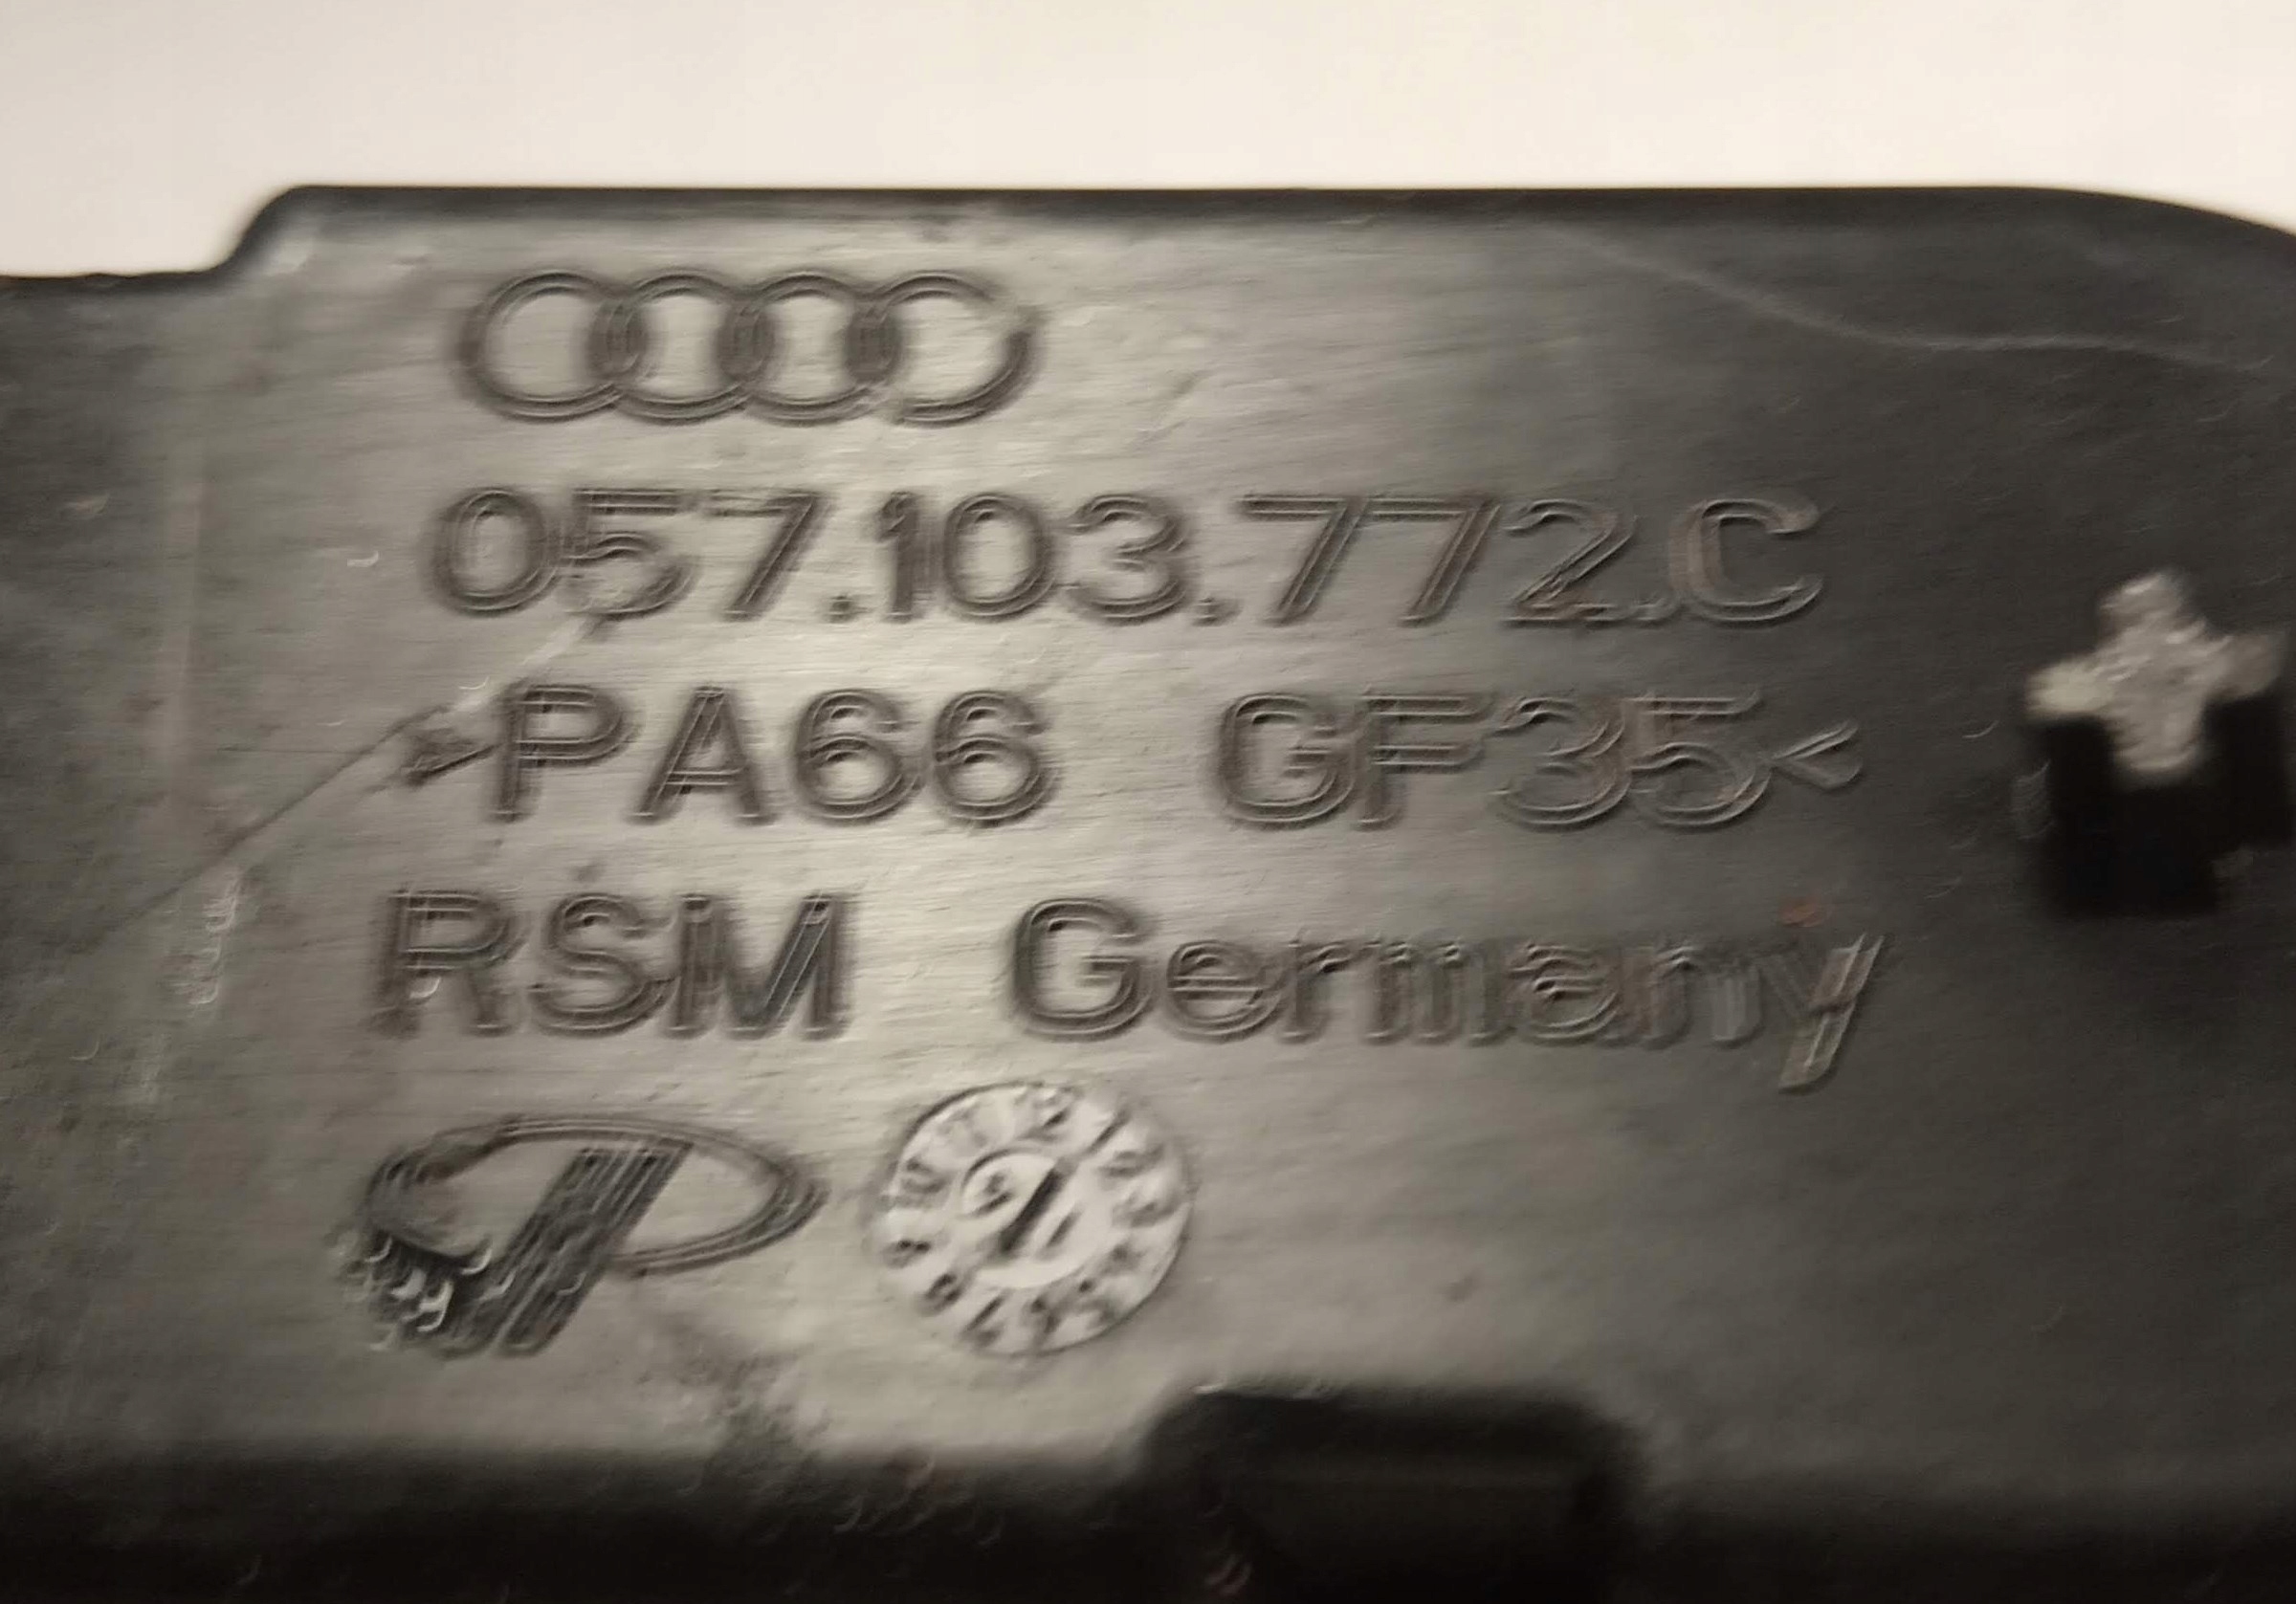 057.103.772.C
>PA66 GF35<
RSM Germany